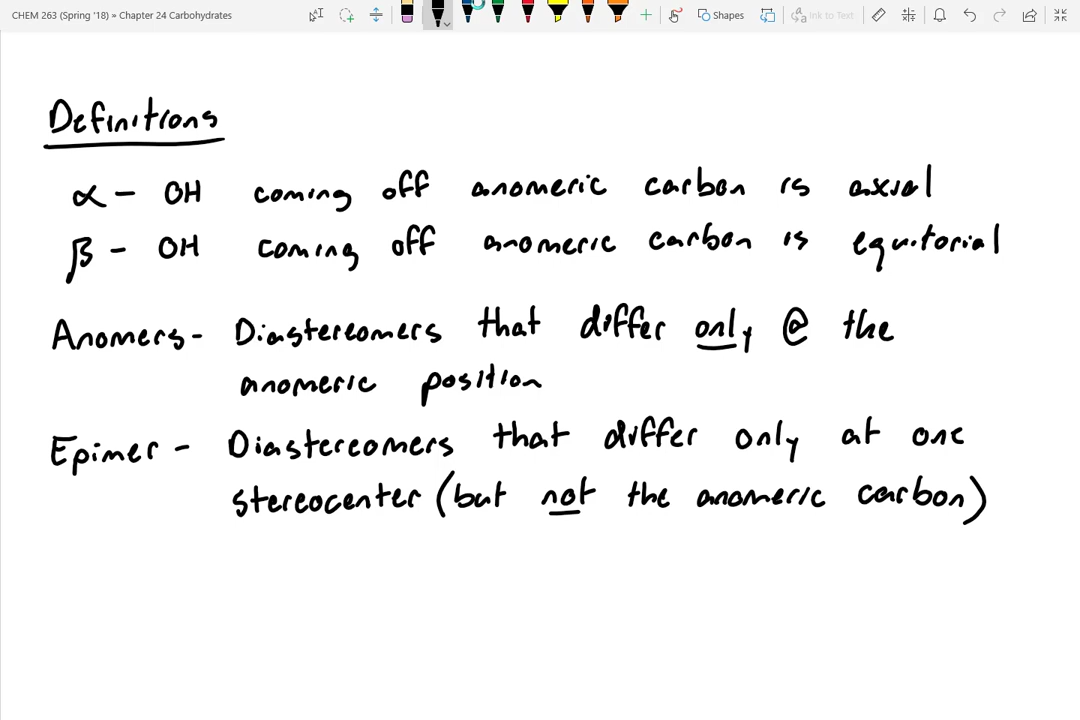 CHEM 263 (Spring '18) » Chapter 24 Carbohydrates
Shapes
Ink to Text
Definitions
α - OH coming off anomeric carbon is axial
β - OH coming off anomeric carbon is equitorial
Anomers - Diastereomers that differ only @ the
anomeric position
Epimer - Diastereomers that differ only at one
stereocenter (but not the anomeric carbon)